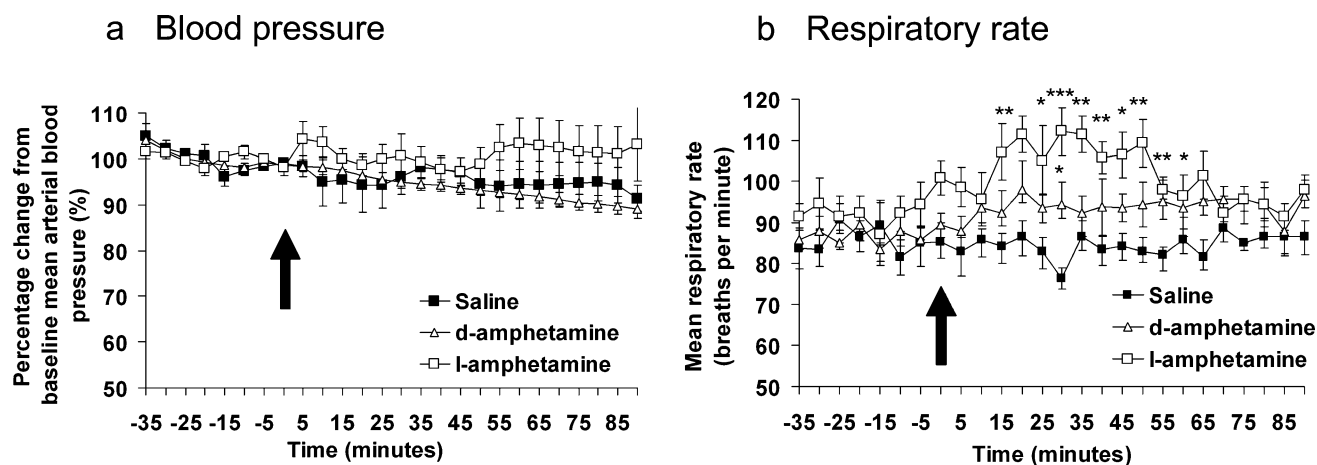 a Blood pressure
Percentage change from
baseline mean arterial blood
pressure (%)
110
100
90
80
70
60
50
Saline
d-amphetamine
l-amphetamine
-35 -25 -15 -5 5 15 25 35 45 55 65 75 85
Time (minutes)
b Respiratory rate
Mean respiratory rate
(breaths per minute)
120
110
100
90
80
70
60
50
** * *** ** ** * ** ** *
*
Saline
d-amphetamine
l-amphetamine
-35 -25 -15 -5 5 15 25 35 45 55 65 75 85
Time (minutes)